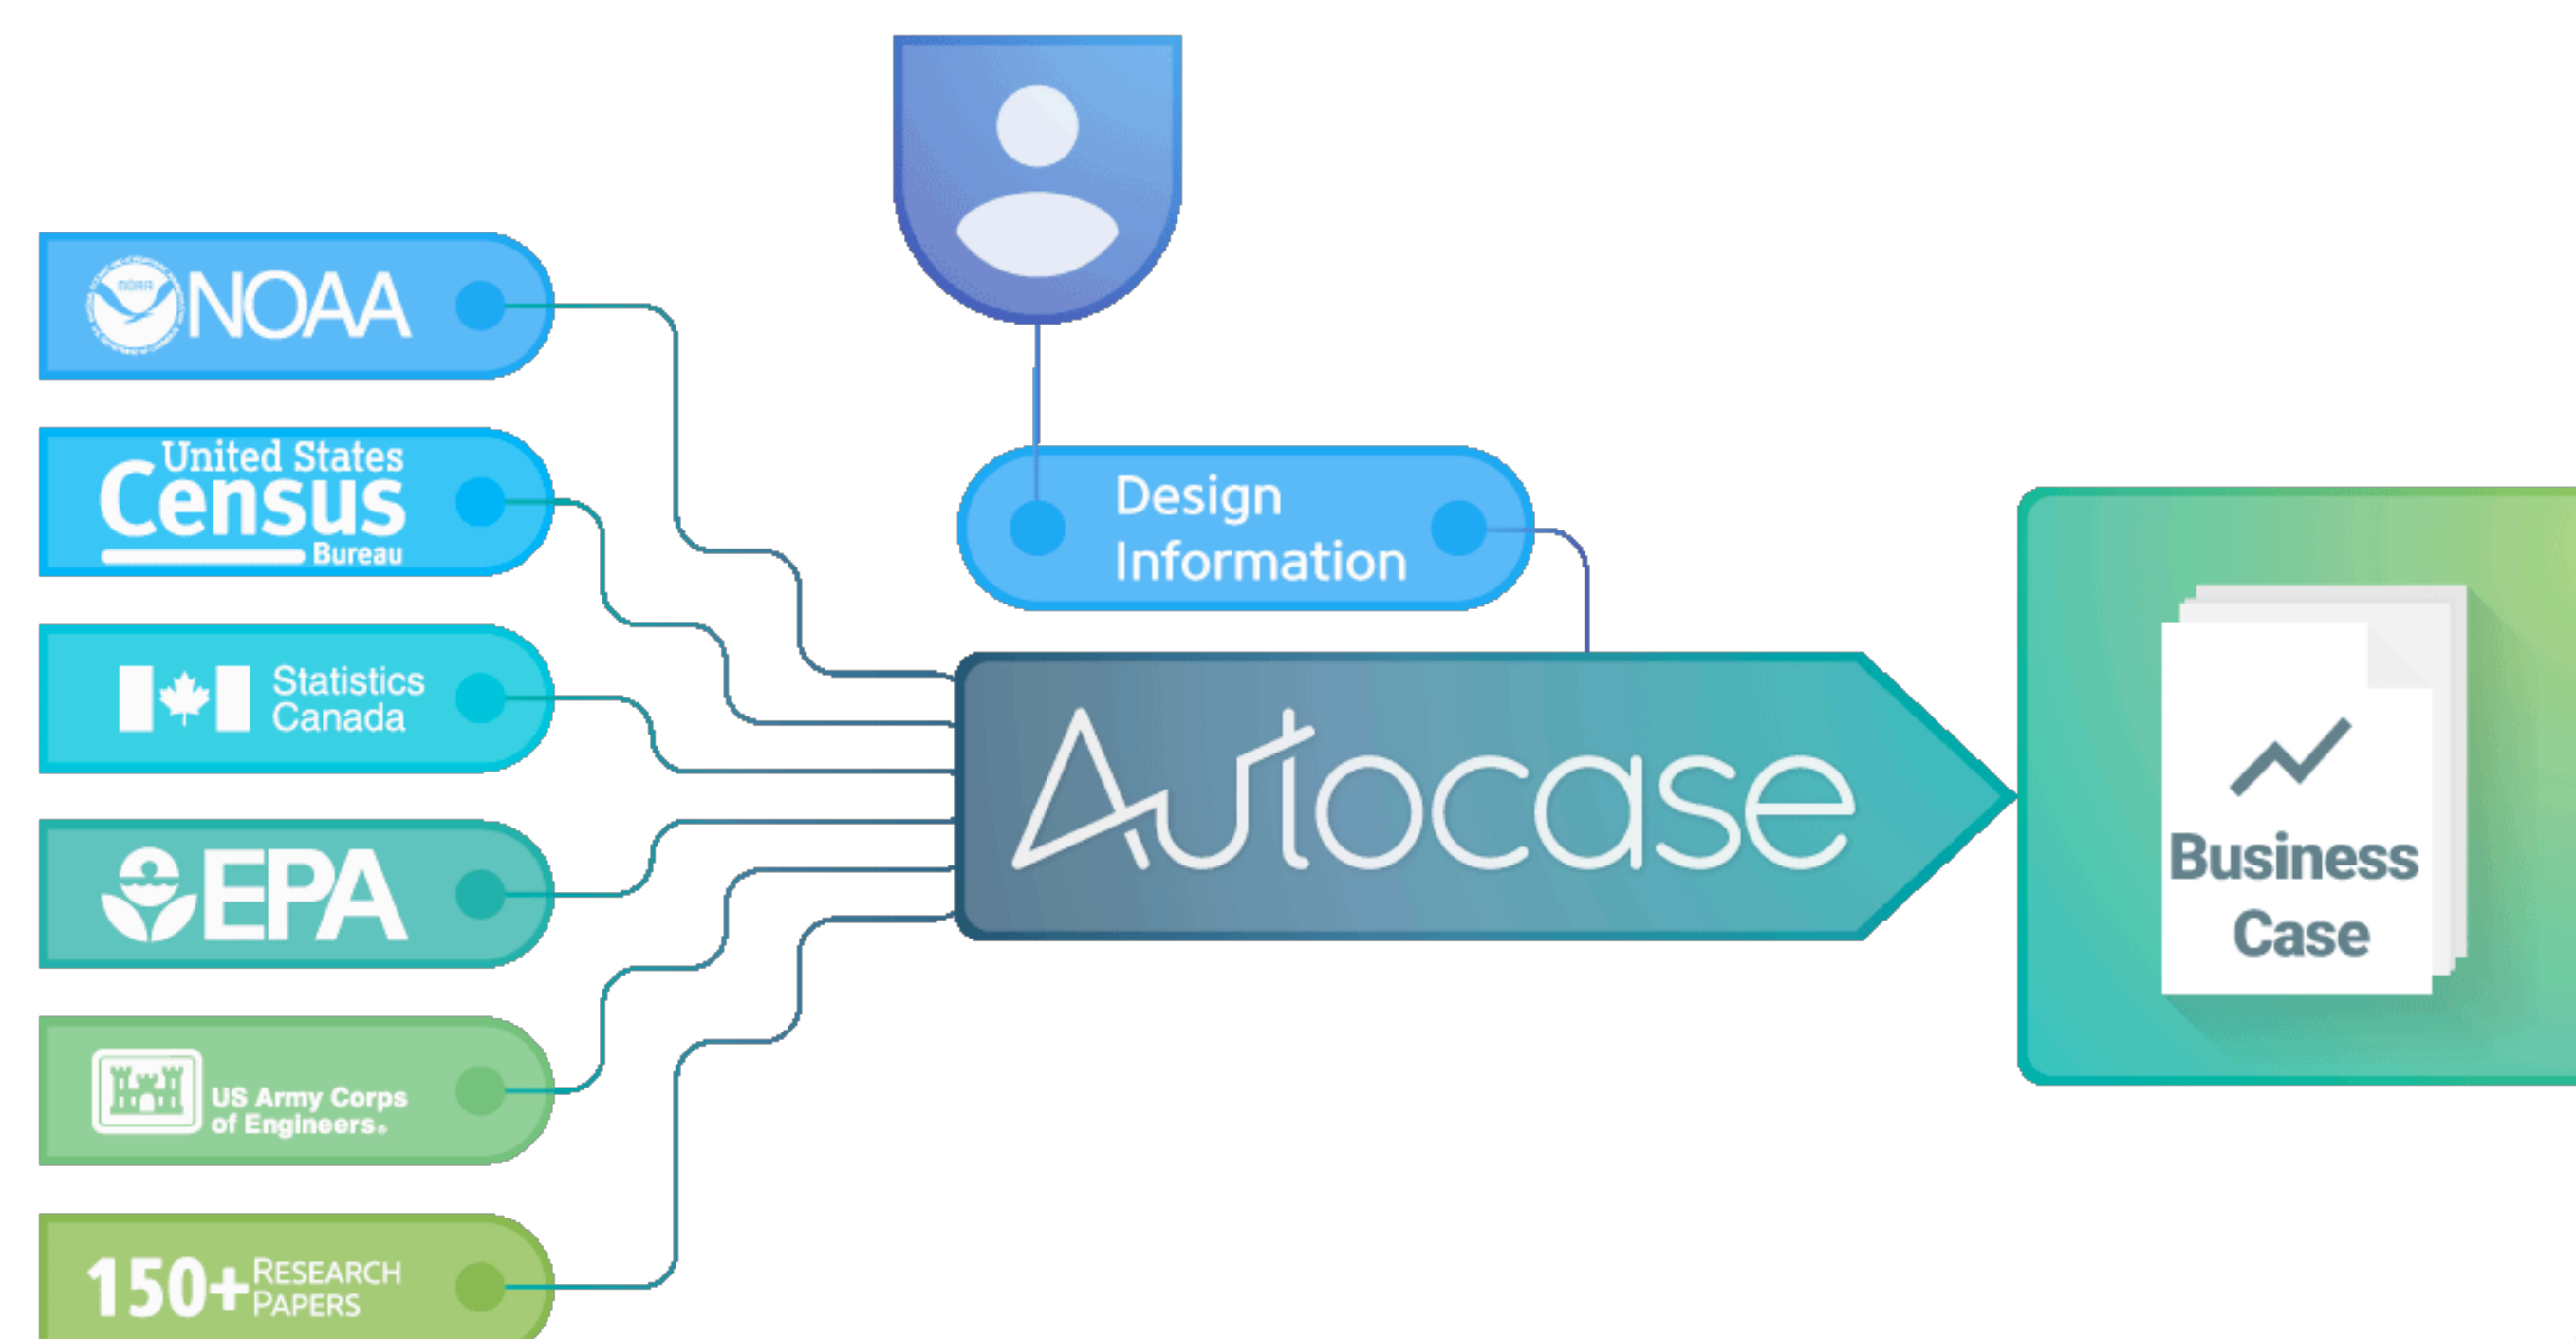 NOAA
NOAA
United States
Census
Bureau
Statistics
Canada
EPA
US Army Corps
of Engineers®
150+ RESEARCH
PAPERS
Design
Information
Autocase
Business
Case